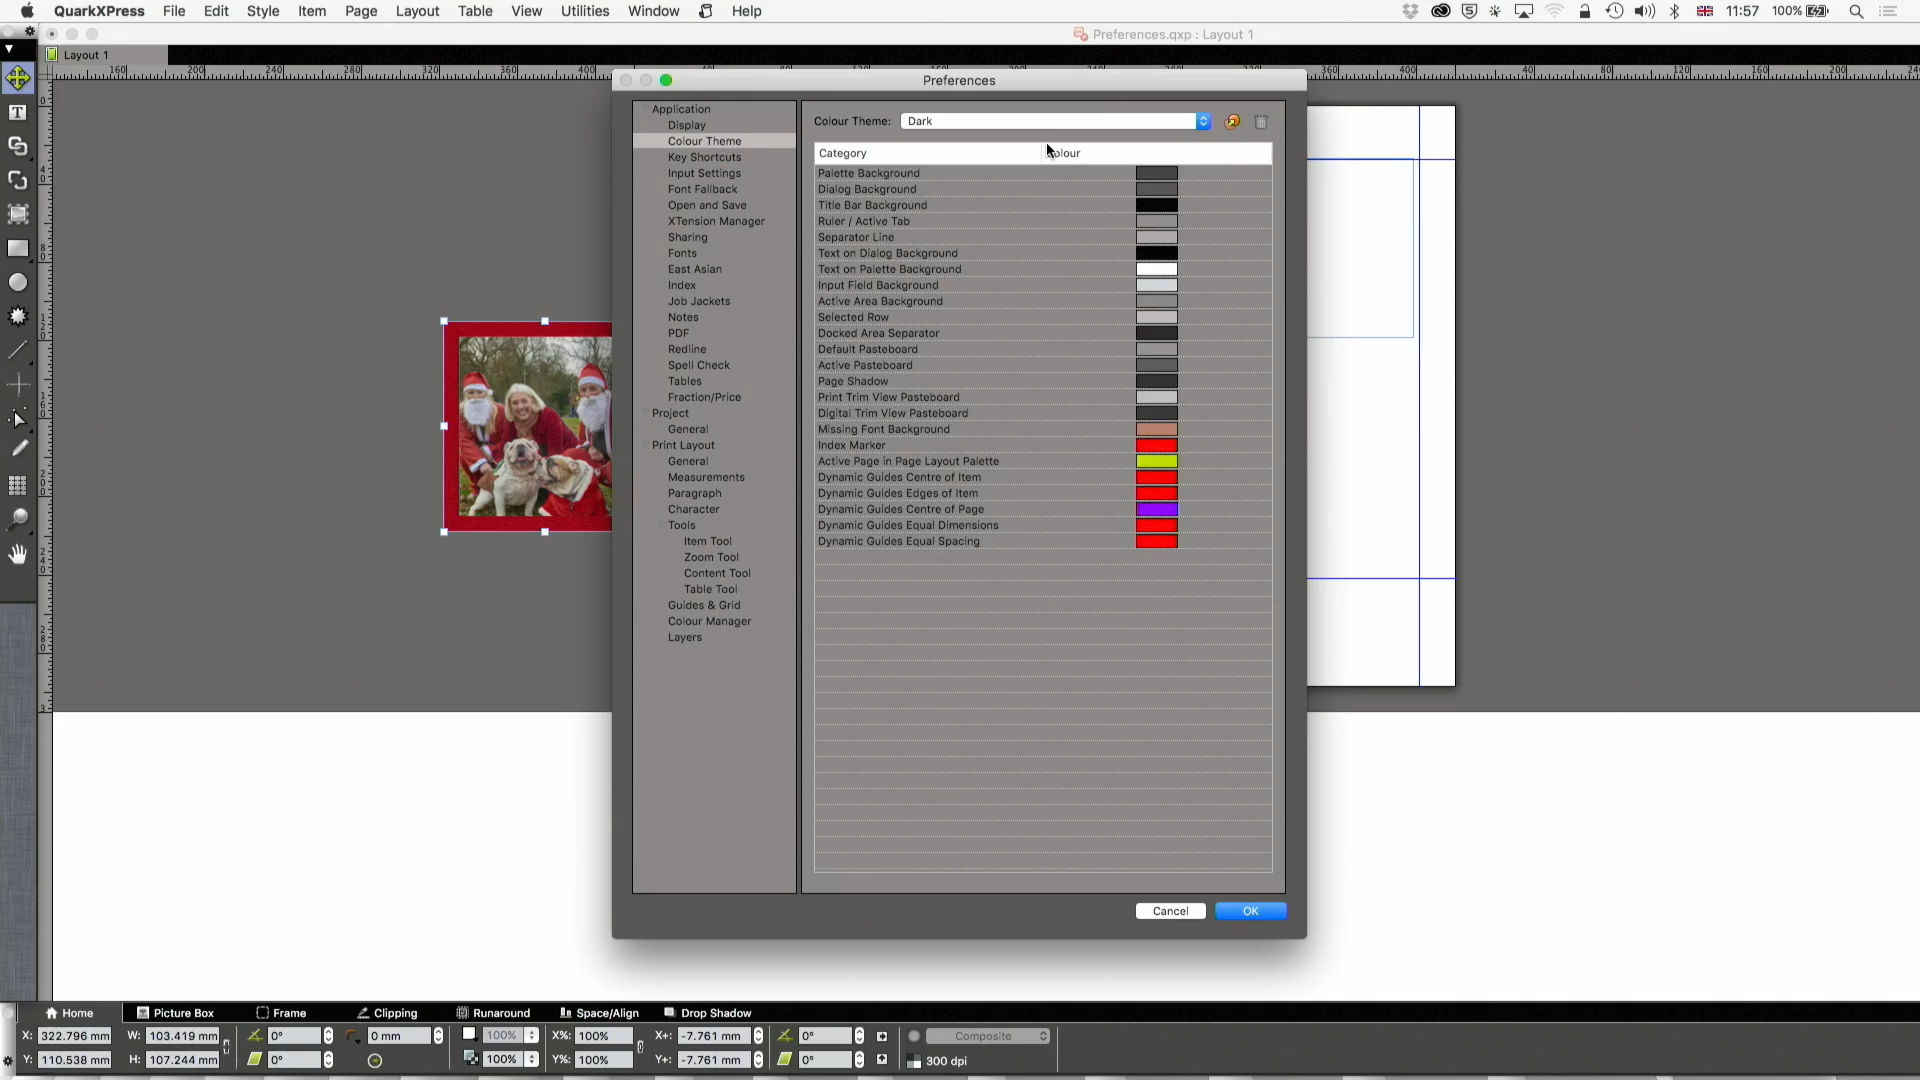 QuarkXPress File Edit Style Item Page Layout Table View Utilities Window Help 11:57 100%
Preferences.qxp : Layout 1
Layout 1
Preferences
Application
Display
Colour Theme
Key Shortcuts
Input Settings
Font Fallback
Open and Save
XTension Manager
Sharing
Fonts
East Asian
Index
Job Jackets
Notes
PDF
Redline
Spell Check
Tables
Fraction/Price
Project
General
Print Layout
General
Measurements
Paragraph
Character
Tools
Item Tool
Zoom Tool
Content Tool
Table Tool
Guides & Grid
Colour Manager
Layers
Colour Theme: Dark
Category Colour
Palette Background
Dialog Background
Title Bar Background
Ruler / Active Tab
Separator Line
Text on Dialog Background
Text on Palette Background
Input Field Background
Active Area Background
Selected Row
Docked Area Separator
Default Pasteboard
Active Pasteboard
Page Shadow
Print Trim View Pasteboard
Digital Trim View Pasteboard
Missing Font Background
Index Marker
Active Page in Page Layout Palette
Dynamic Guides Centre of Item
Dynamic Guides Edges of Item
Dynamic Guides Centre of Page
Dynamic Guides Equal Dimensions
Dynamic Guides Equal Spacing
Cancel OK
Home Picture Box Frame Clipping Runaround Space/Align Drop Shadow
X: 322.796 mm W: 103.419 mm 0° 0 mm 100% X%: 100% X+: -7.761 mm 0° Composite
Y: 110.538 mm H: 107.244 mm 0° 100% Y%: 100% Y+: -7.761 mm 0° 300 dpi